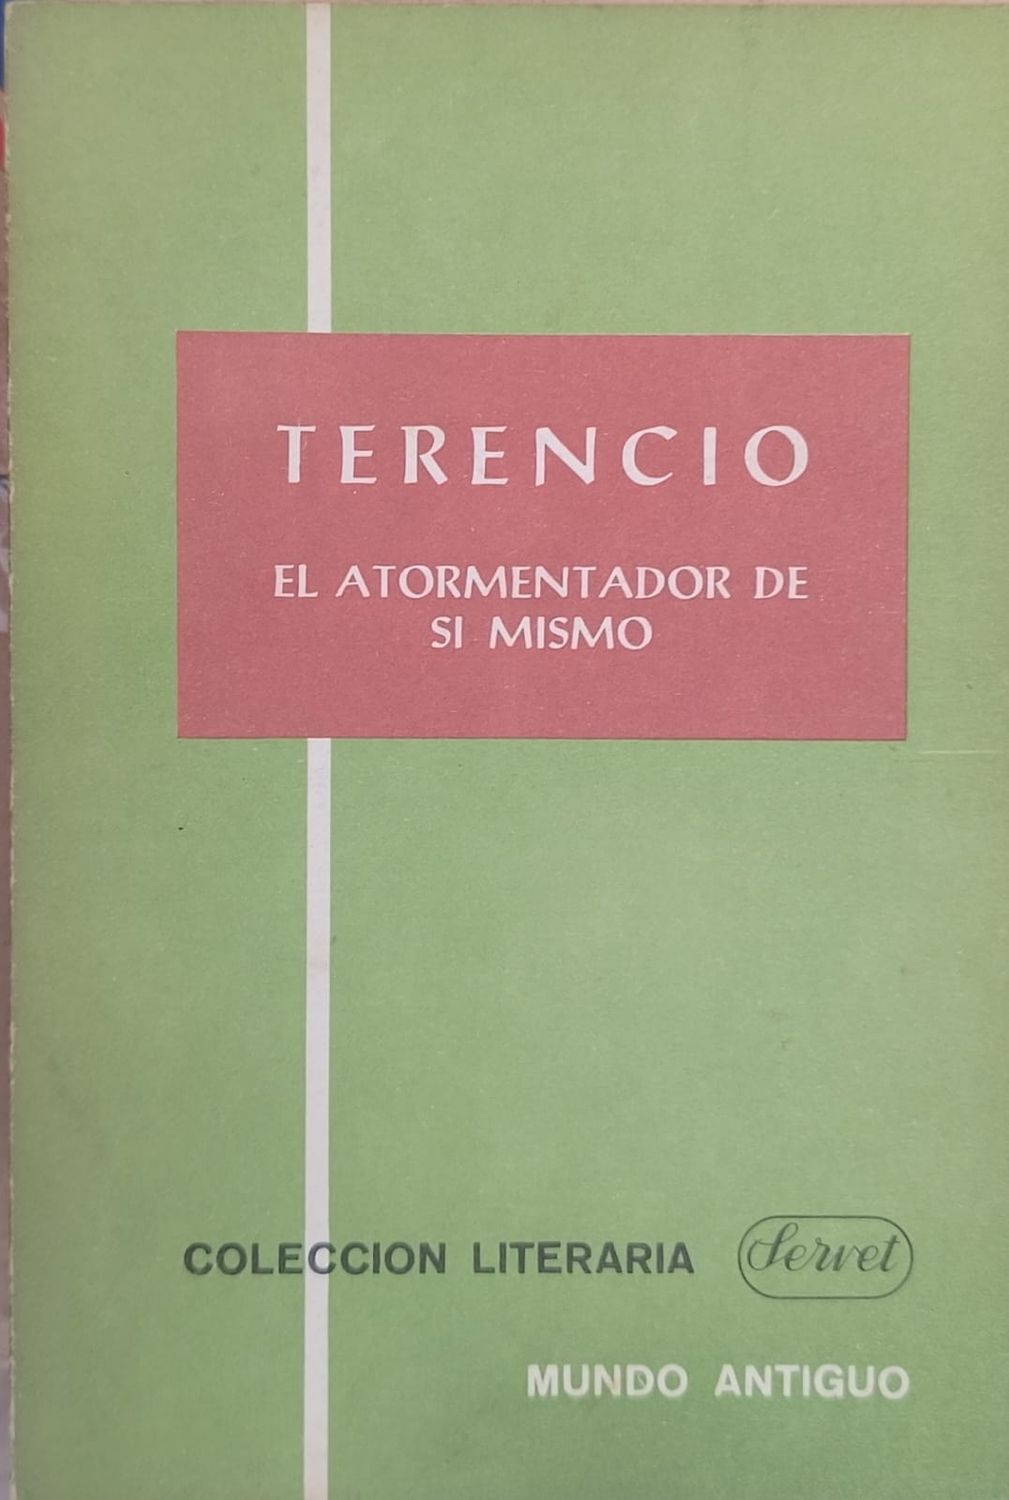 TERENCIO
EL ATORMENTADOR DE
SI MISMO
COLECCION LITERARIA Servet
MUNDO ANTIGUO